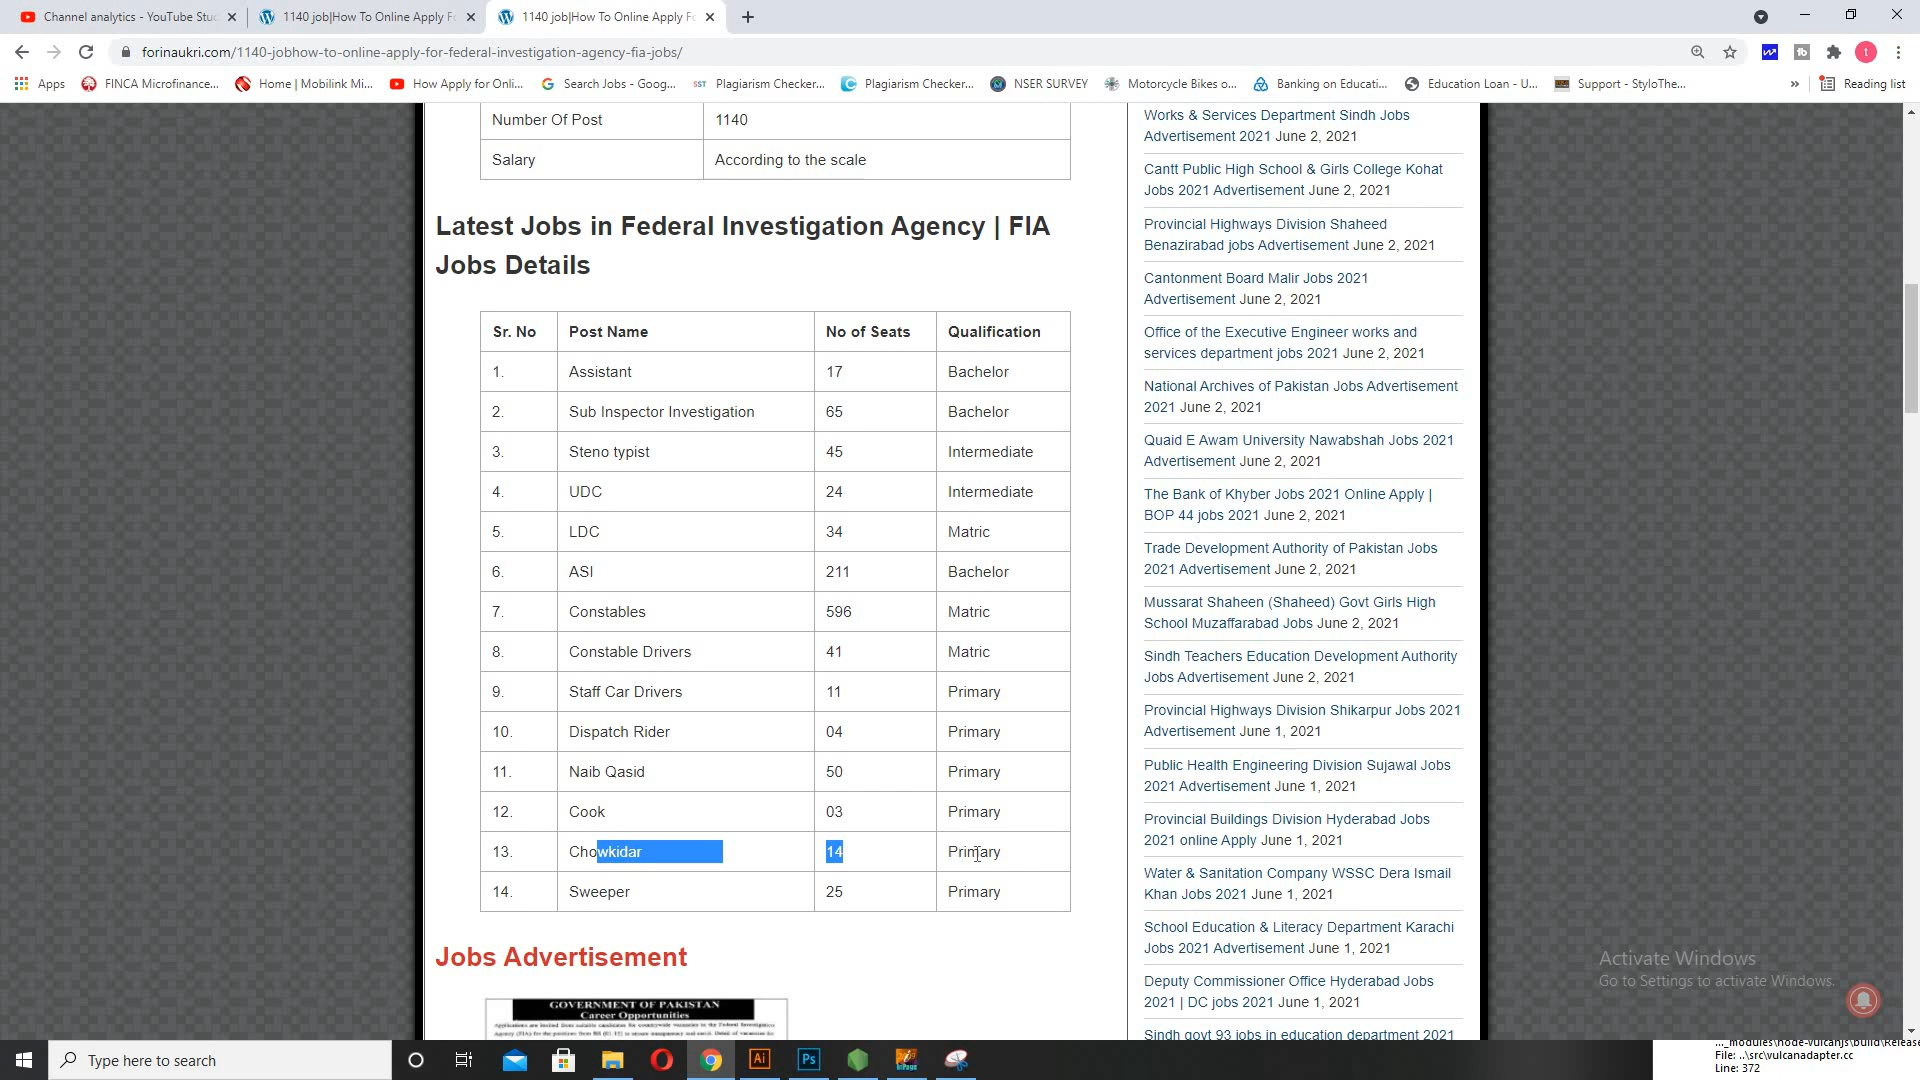 Channel analytics - YouTube Stu
1140 job|How To Online Apply Fo
1140 job|How To Online Apply Fo
forinaukri.com/1140-jobhow-to-online-apply-for-federal-investigation-agency-fia-jobs/
Apps
FINCA Microfinance...
Home | Mobilink Mi...
How Apply for Onli...
Search Jobs - Goog...
Plagiarism Checker...
Plagiarism Checker...
NSER SURVEY
Motorcycle Bikes o...
Banking on Educati...
Education Loan - U...
Support - StyloThe...
»
Reading list
Number Of Post 1140
Salary According to the scale
Latest Jobs in Federal Investigation Agency | FIA
Jobs Details
Sr. No Post Name No of Seats Qualification
1. Assistant 17 Bachelor
2. Sub Inspector Investigation 65 Bachelor
3. Steno typist 45 Intermediate
4. UDC 24 Intermediate
5. LDC 34 Matric
6. ASI 211 Bachelor
7. Constables 596 Matric
8. Constable Drivers 41 Matric
9. Staff Car Drivers 11 Primary
10. Dispatch Rider 04 Primary
11. Naib Qasid 50 Primary
12. Cook 03 Primary
13. Chowkidar 14 Primary
14. Sweeper 25 Primary
Jobs Advertisement
GOVERNMENT OF PAKISTAN
Career Opportunities
Works & Services Department Sindh Jobs
Advertisement 2021 June 2, 2021
Cantt Public High School & Girls College Kohat
Jobs 2021 Advertisement June 2, 2021
Provincial Highways Division Shaheed
Benazirabad jobs Advertisement June 2, 2021
Cantonment Board Malir Jobs 2021
Advertisement June 2, 2021
Office of the Executive Engineer works and
services department jobs 2021 June 2, 2021
National Archives of Pakistan Jobs Advertisement
2021 June 2, 2021
Quaid E Awam University Nawabshah Jobs 2021
Advertisement June 2, 2021
The Bank of Khyber Jobs 2021 Online Apply |
BOP 44 jobs 2021 June 2, 2021
Trade Development Authority of Pakistan Jobs
2021 Advertisement June 2, 2021
Mussarat Shaheen (Shaheed) Govt Girls High
School Muzaffarabad Jobs June 2, 2021
Sindh Teachers Education Development Authority
Jobs Advertisement June 2, 2021
Provincial Highways Division Shikarpur Jobs 2021
Advertisement June 1, 2021
Public Health Engineering Division Sujawal Jobs
2021 Advertisement June 1, 2021
Provincial Buildings Division Hyderabad Jobs
2021 online Apply June 1, 2021
Water & Sanitation Company WSSC Dera Ismail
Khan Jobs 2021 June 1, 2021
School Education & Literacy Department Karachi
Jobs 2021 Advertisement June 1, 2021
Deputy Commissioner Office Hyderabad Jobs
2021 | DC jobs 2021 June 1, 2021
Sindh govt 93 jobs in education department 2021
Activate Windows
Go to Settings to activate Windows.
Type here to search
..._modules\node-vulcanjs\build\Release
File: ..\src\vulcanadapter.cc
Line: 372